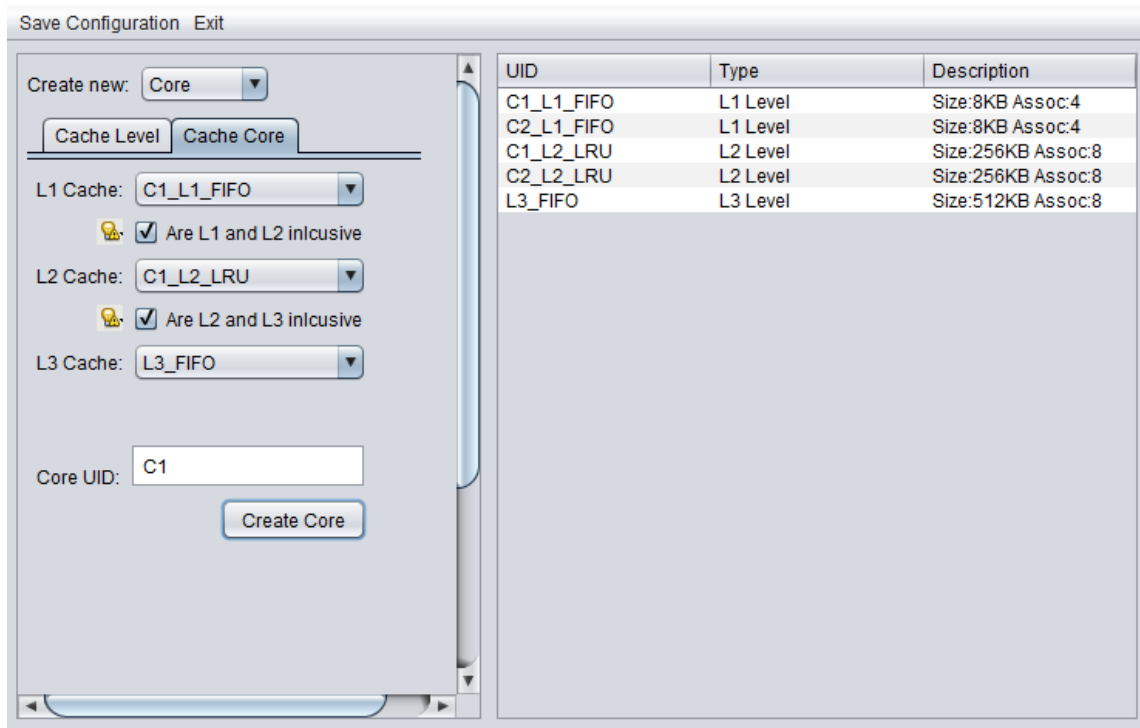 Save Configuration Exit
Create new: Core
Cache Level Cache Core
L1 Cache: C1_L1_FIFO
Are L1 and L2 inlcusive
L2 Cache: C1_L2_LRU
Are L2 and L3 inlcusive
L3 Cache: L3_FIFO
Core UID: C1
Create Core
UID Type Description
C1_L1_FIFO L1 Level Size:8KB Assoc:4
C2_L1_FIFO L1 Level Size:8KB Assoc:4
C1_L2_LRU L2 Level Size:256KB Assoc:8
C2_L2_LRU L2 Level Size:256KB Assoc:8
L3_FIFO L3 Level Size:512KB Assoc:8